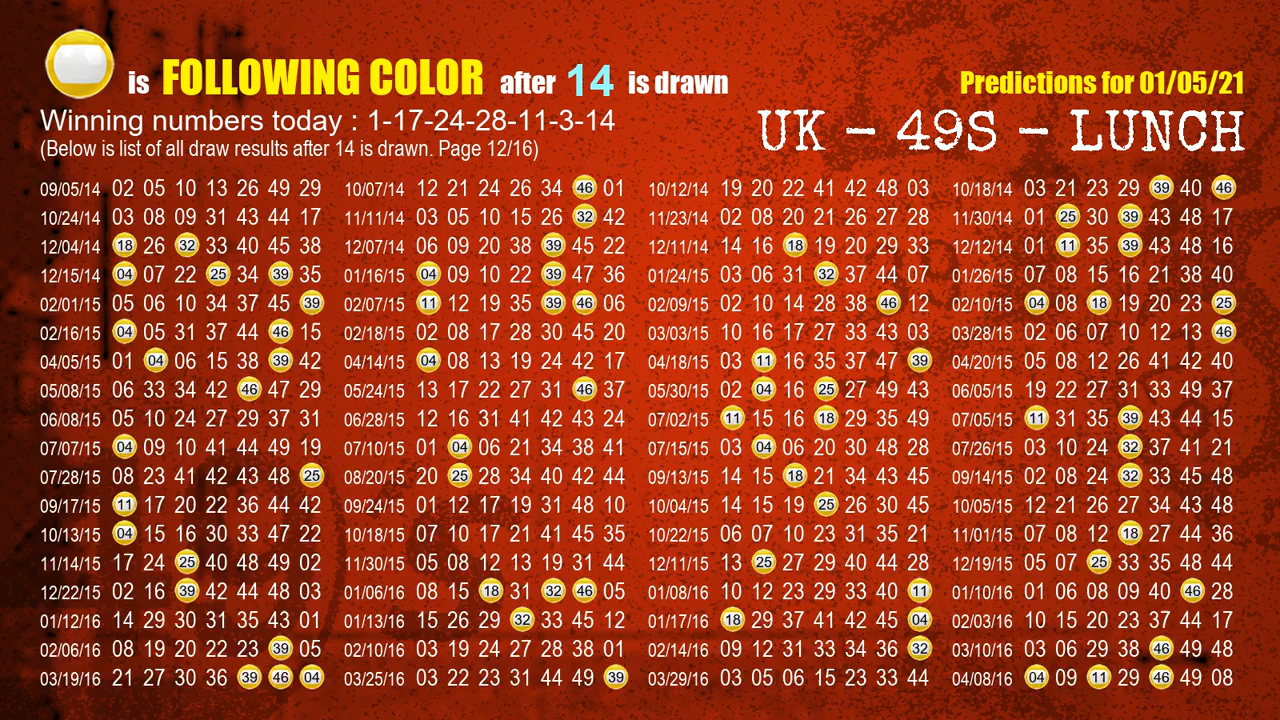 is FOLLOWING COLOR after 14 is drawn
Predictions for 01/05/21
Winning numbers today : 1-17-24-28-11-3-14
UK - 49S - LUNCH
(Below is list of all draw results after 14 is drawn. Page 12/16)
09/05/14 02 05 10 13 26 49 29 10/07/14 12 21 24 26 34 46 01 10/12/14 19 20 22 41 42 48 03 10/18/14 03 21 23 29 39 40 46
10/24/14 03 08 09 31 43 44 17 11/11/14 03 05 10 15 26 32 42 11/23/14 02 08 20 21 26 27 28 11/30/14 01 25 30 39 43 48 17
12/04/14 18 26 32 33 40 45 38 12/07/14 06 09 20 38 39 45 22 12/11/14 14 16 18 19 20 29 33 12/12/14 01 11 35 39 43 48 16
12/15/14 04 07 22 25 34 39 35 01/16/15 04 09 10 22 39 47 36 01/24/15 03 06 31 32 37 44 07 01/26/15 07 08 15 16 21 38 40
02/01/15 05 06 10 34 37 45 39 02/07/15 11 12 19 35 39 46 06 02/09/15 02 10 14 28 38 46 12 02/10/15 04 08 18 19 20 23 25
02/16/15 04 05 31 37 44 46 15 02/18/15 02 08 17 28 30 45 20 03/03/15 10 16 17 27 33 43 03 03/28/15 02 06 07 10 12 13 46
04/05/15 01 04 06 15 38 39 42 04/14/15 04 08 13 19 24 42 17 04/18/15 03 11 16 35 37 47 39 04/20/15 05 08 12 26 41 42 40
05/08/15 06 33 34 42 46 47 29 05/24/15 13 17 22 27 31 46 37 05/30/15 02 04 16 25 27 49 43 06/05/15 19 22 27 31 33 49 37
06/08/15 05 10 24 27 29 37 31 06/28/15 12 16 31 41 42 43 24 07/02/15 11 15 16 18 29 35 49 07/05/15 11 31 35 39 43 44 15
07/07/15 04 09 10 41 44 49 19 07/10/15 01 04 06 21 34 38 41 07/15/15 03 04 06 20 30 48 28 07/26/15 03 10 24 32 37 41 21
07/28/15 08 23 41 42 43 48 25 08/20/15 20 25 28 34 40 42 44 09/13/15 14 15 18 21 34 43 45 09/14/15 02 08 24 32 33 45 48
09/17/15 11 17 20 22 36 44 42 09/24/15 01 12 17 19 31 48 10 10/04/15 14 15 19 25 26 30 45 10/05/15 12 21 26 27 34 43 48
10/13/15 04 15 16 30 33 47 22 10/18/15 07 10 17 21 41 45 35 10/22/15 06 07 10 23 31 35 21 11/01/15 07 08 12 18 27 44 36
11/14/15 17 24 25 40 48 49 02 11/30/15 05 08 12 13 19 31 44 12/11/15 13 25 27 29 40 44 28 12/19/15 05 07 25 33 35 48 44
12/22/15 02 16 39 42 44 48 03 01/06/16 08 15 18 31 32 46 05 01/08/16 10 12 23 29 33 40 11 01/10/16 01 06 08 09 40 46 28
01/12/16 14 29 30 31 35 43 01 01/13/16 15 26 29 32 33 45 12 01/17/16 18 29 37 41 42 45 04 02/03/16 10 15 20 23 37 44 17
02/06/16 08 19 20 22 23 39 05 02/10/16 03 19 24 27 28 38 01 02/14/16 09 12 31 33 34 36 32 03/10/16 03 06 29 38 46 49 48
03/19/16 21 27 30 36 39 46 04 03/25/16 03 22 23 31 44 49 39 03/29/16 03 05 06 15 23 33 44 04/08/16 04 09 11 29 46 49 08